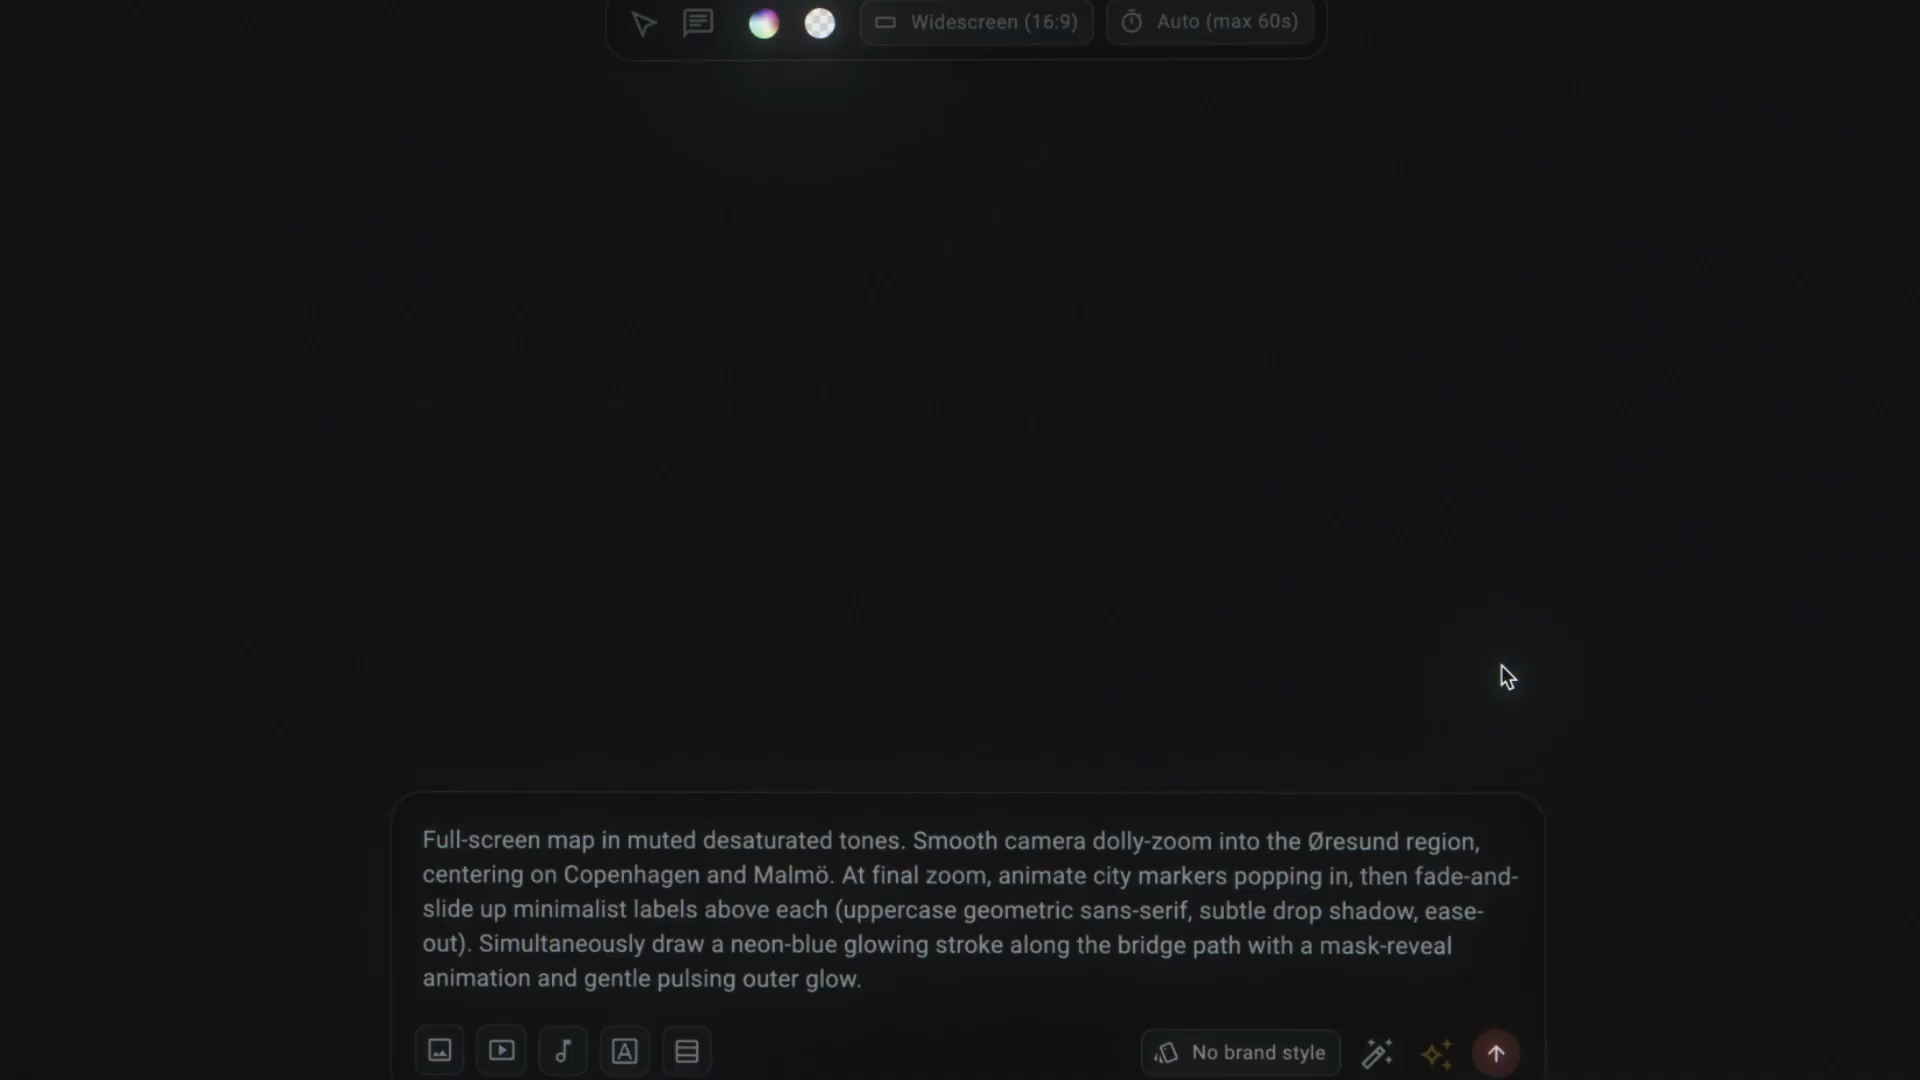 Widescreen (16:9)
Auto (max 60s)
Full-screen map in muted desaturated tones. Smooth camera dolly-zoom into the Øresund region,
centering on Copenhagen and Malmö. At final zoom, animate city markers popping in, then fade-and-
slide up minimalist labels above each (uppercase geometric sans-serif, subtle drop shadow, ease-
out). Simultaneously draw a neon-blue glowing stroke along the bridge path with a mask-reveal
animation and gentle pulsing outer glow.
No brand style